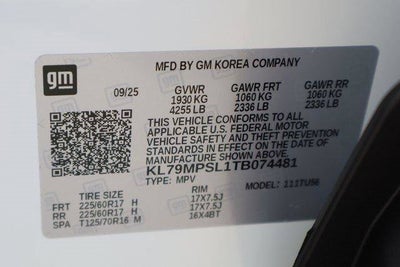 MFD BY GM KOREA COMPANY
gm
09/25 GVWR GAWR FRT GAWR RR
1930 KG 1060 KG 1060 KG
4255 LB 2336 LB 2336 LB
THIS VEHICLE CONFORMS TO ALL
APPLICABLE U.S. FEDERAL MOTOR
VEHICLE SAFETY AND THEFT PREVENTION
STANDARDS IN EFFECT ON THE DATE OF
MANUFACTURE SHOWN ABOVE.
KL79MPSL1TB074481
TYPE: MPV MODEL: 11TU56
TIRE SIZE RIM
FRT 225/60R17 H 17X7.5J
RR 225/60R17 H 17X7.5J
SPA T125/70R16 M 16X4BT